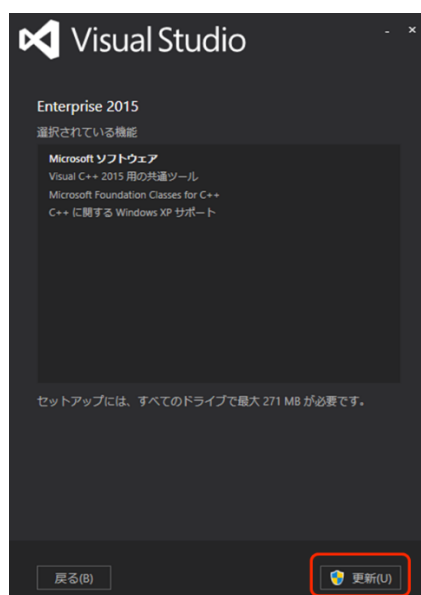 Visual Studio
Enterprise 2015
選択されている機能
Microsoft ソフトウェア
Visual C++ 2015 用の共通ツール
Microsoft Foundation Classes for C++
C++ に関する Windows XP サポート
セットアップには、すべてのドライブで最大 271 MB が必要です。
戻る(B)
更新(U)